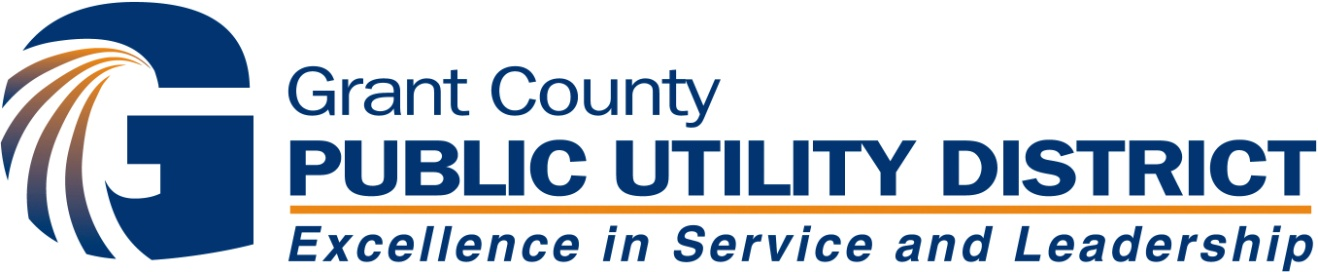 Grant County
PUBLIC UTILITY DISTRICT
Excellence in Service and Leadership